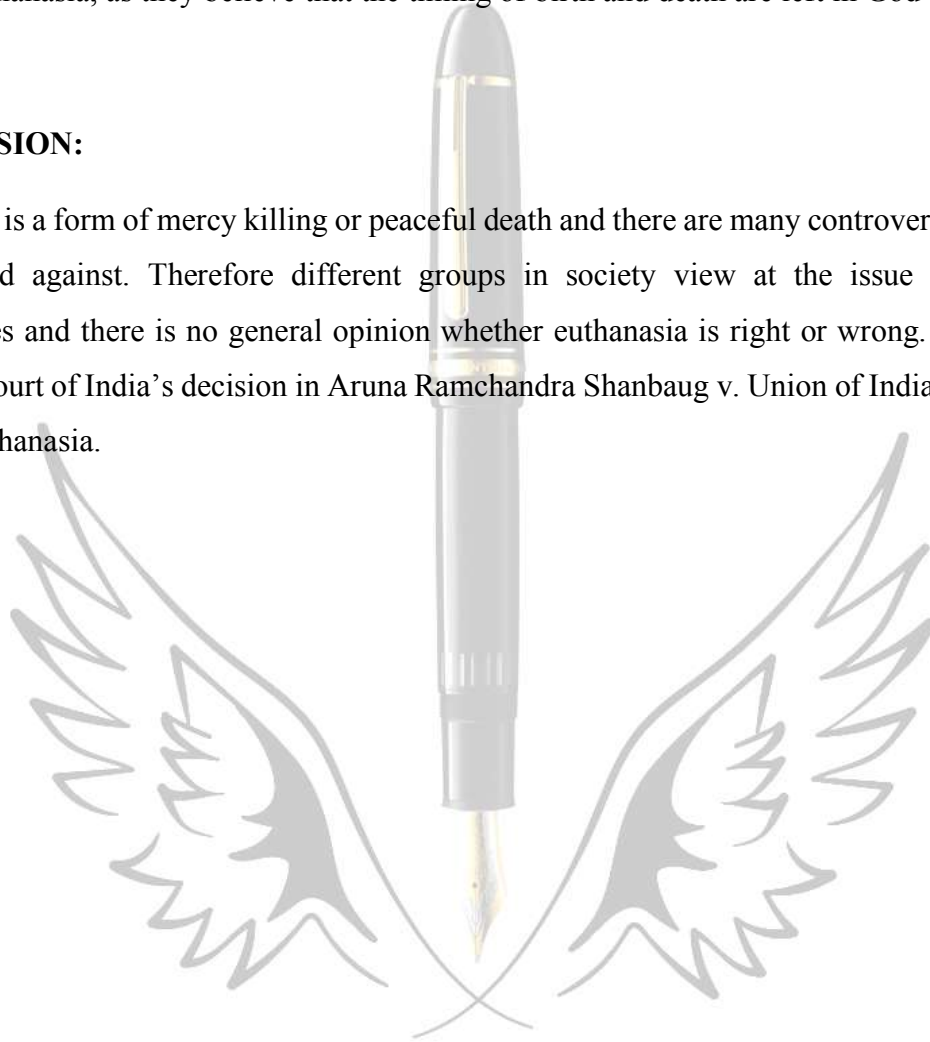 as they believe that the timing of birth and death are left in God
SION:
is a form of mercy killing or peaceful death and there are many controver
d against. Therefore different groups in society view at the issue
es and there is no general opinion whether euthanasia is right or wrong.
ourt of India’s decision in Aruna Ramchandra Shanbaug v. Union of India
hanasia.